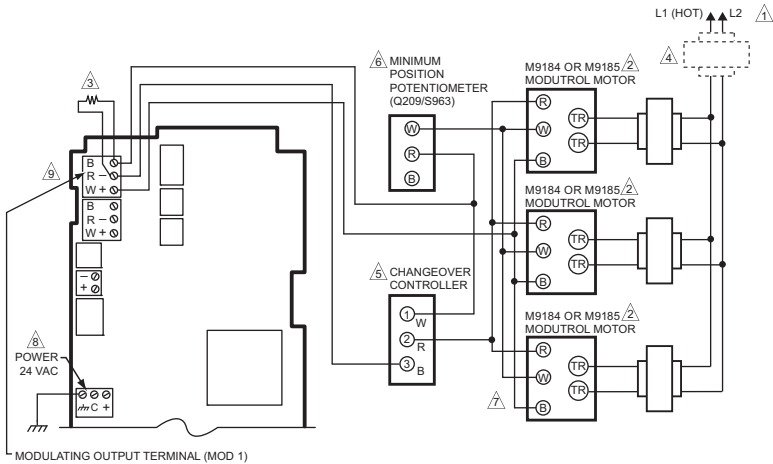 L1 (HOT) L2 1
4
6 MINIMUM
POSITION
POTENTIOMETER
(Q209/S963)
W
R
B
M9184 OR M9185 2
MODUTROL MOTOR
R
W
B
TR
TR
3
9
B
R –
W +
B
R –
W +
– 
+
8
POWER
24 VAC
C +
MODULATING OUTPUT TERMINAL (MOD 1)
5 CHANGEOVER
CONTROLLER
1 W
2 R
3 B
M9184 OR M9185 2
MODUTROL MOTOR
R
W
B
TR
TR
M9184 OR M9185 2
MODUTROL MOTOR
R
W
7 B
TR
TR